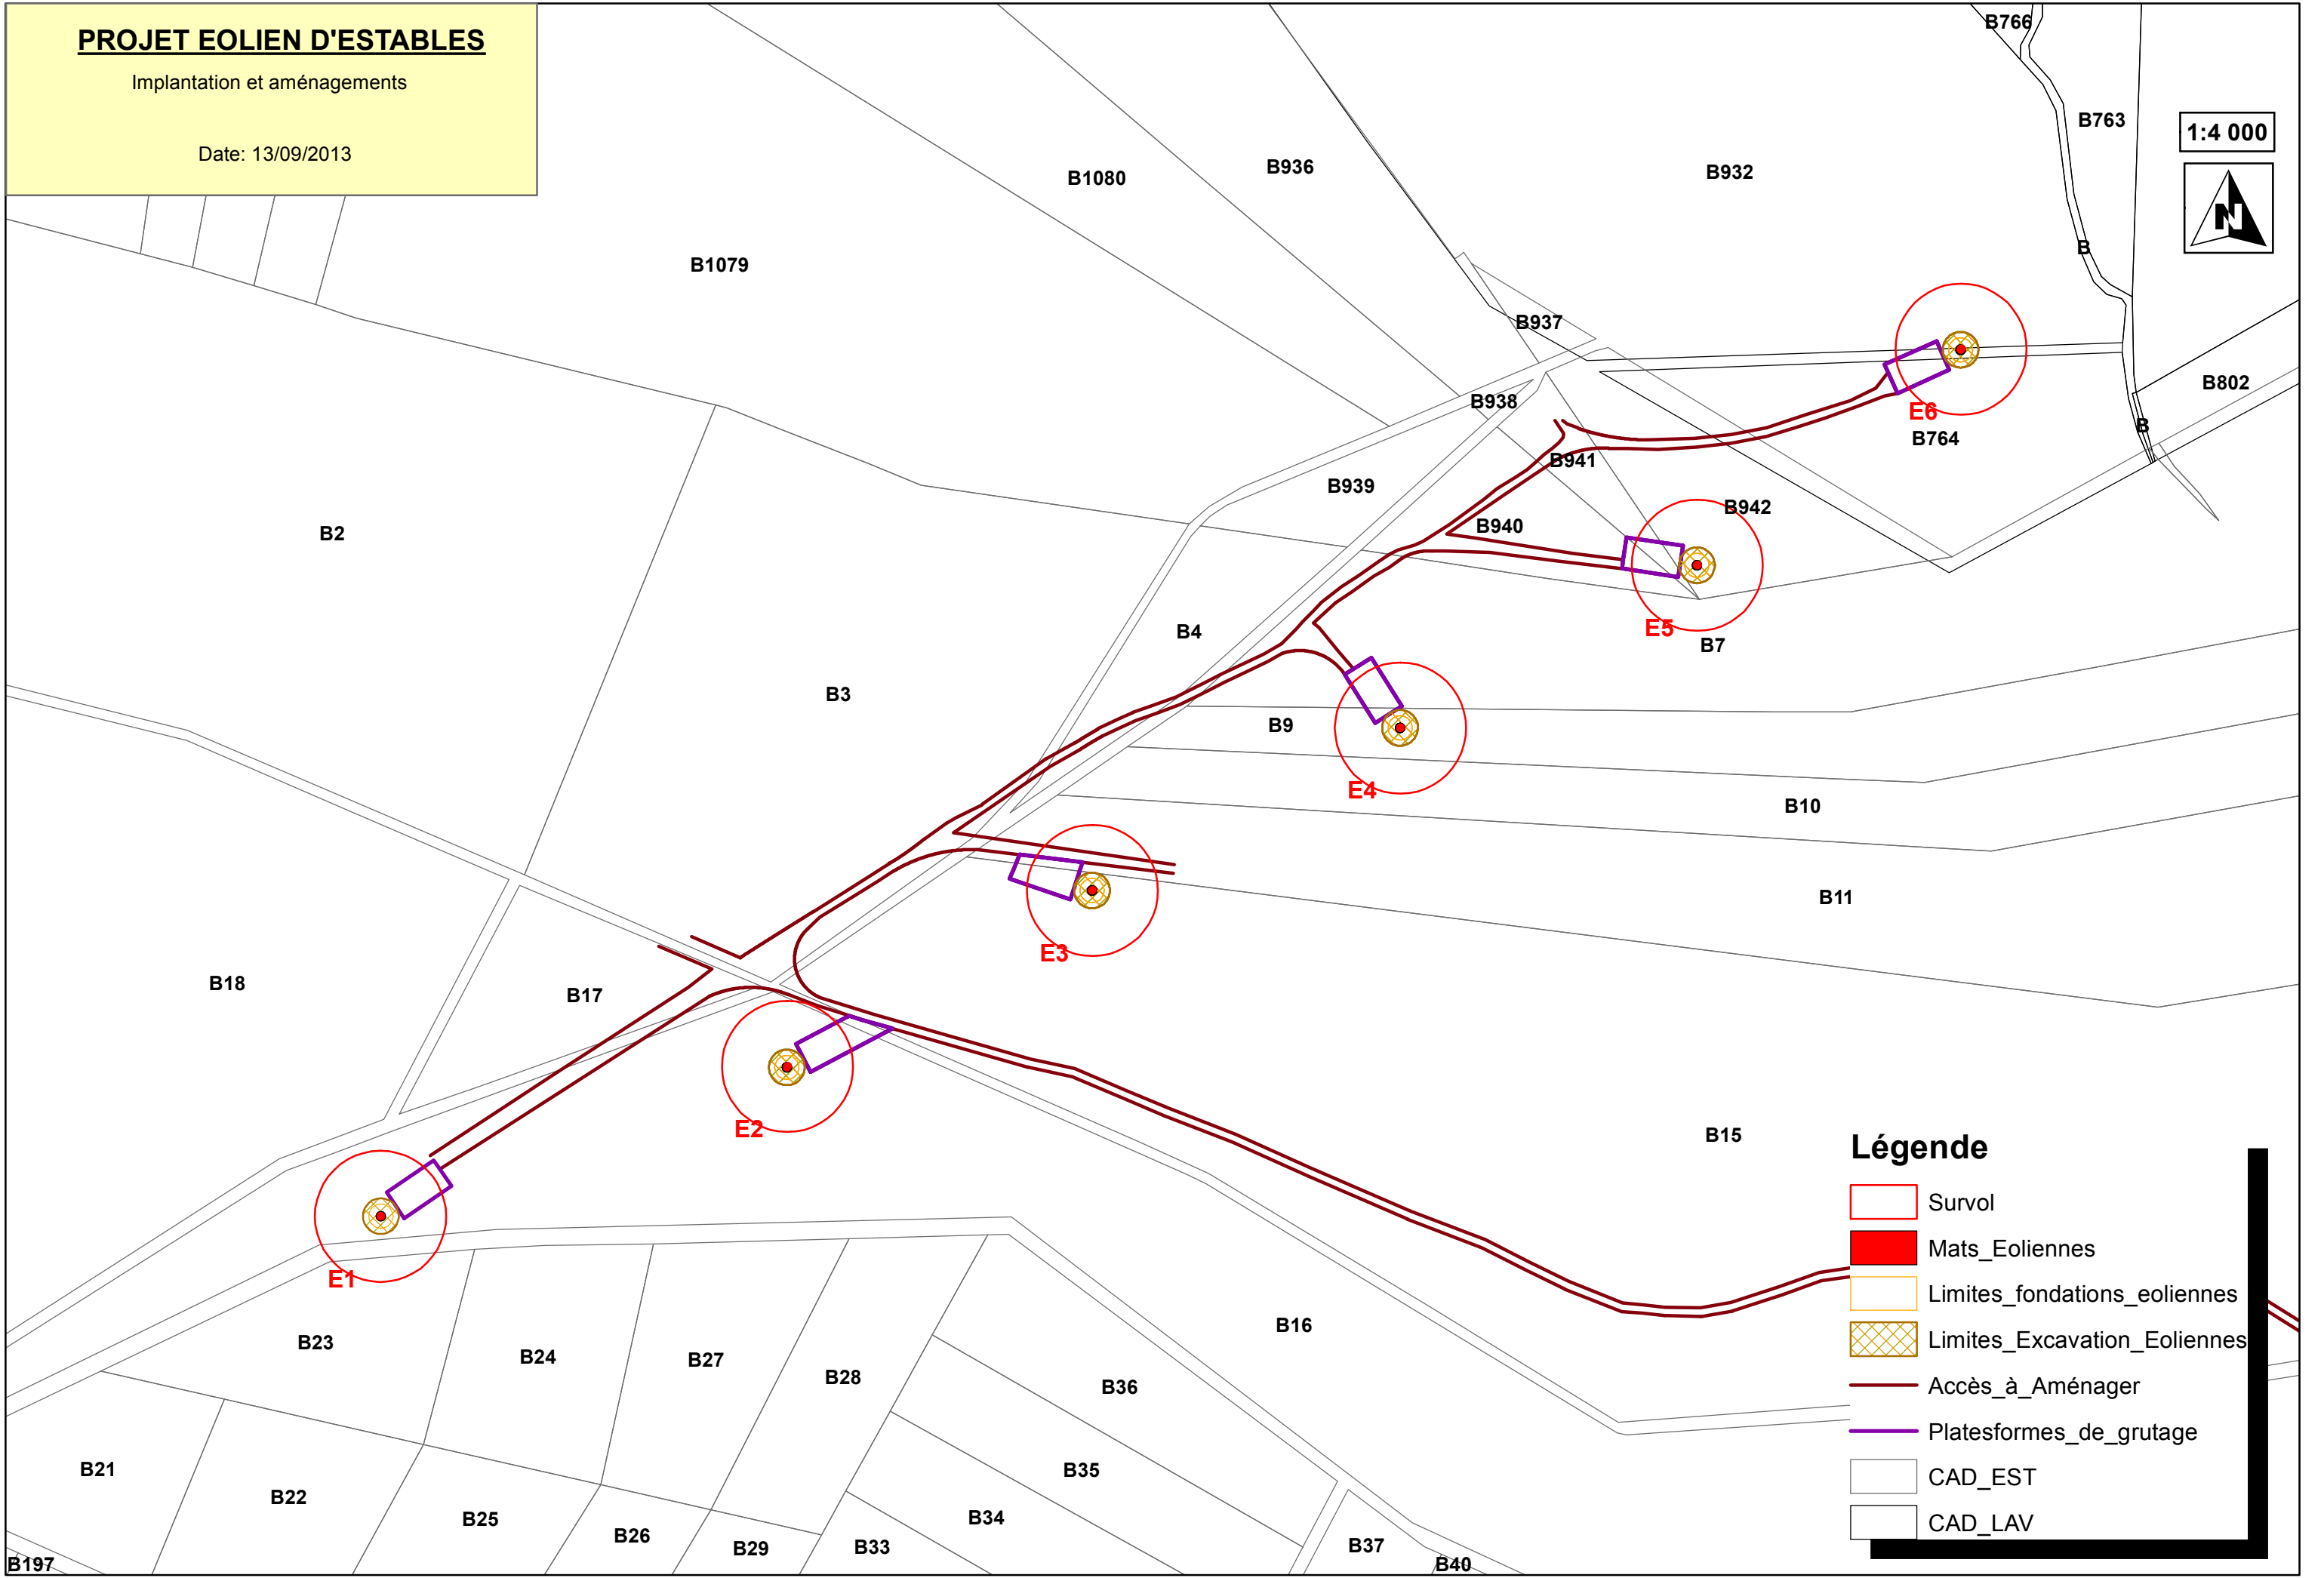 PROJET EOLIEN D'ESTABLES
Implantation et aménagements
Date: 13/09/2013
1:4 000
N
B766
B763
B936
B932
B1080
B
B1079
B937
B802
B938
E6
B
B764
B941
B939
B942
B940
B2
E5
B4
B7
B3
B9
E4
B10
B11
E3
B18
B17
E2
B15
E1
B16
B23
B24
B27
B28
B36
B21
B35
B22
B25
B34
B26
B29
B33
B37
B197
B40
Légende
Survol
Mats_Eoliennes
Limites_fondations_eoliennes
Limites_Excavation_Eoliennes
Accès_à_Aménager
Platesformes_de_grutage
CAD_EST
CAD_LAV